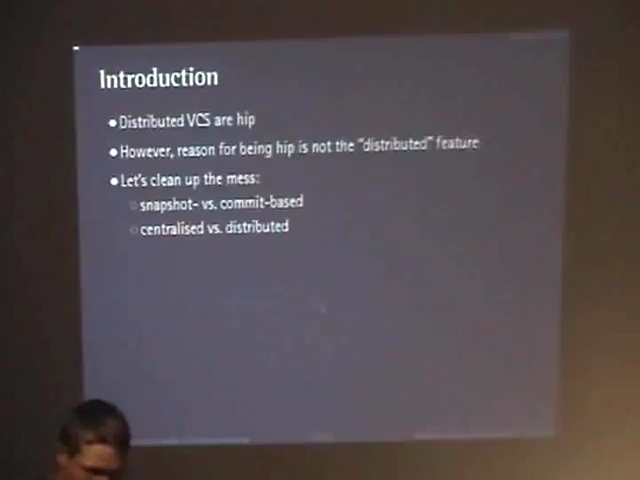 Introduction
Distributed VCS are hip
However, reason for being hip is not the "distributed" feature
Let's clean up the mess:
snapshot- vs. commit-based
centralised vs. distributed